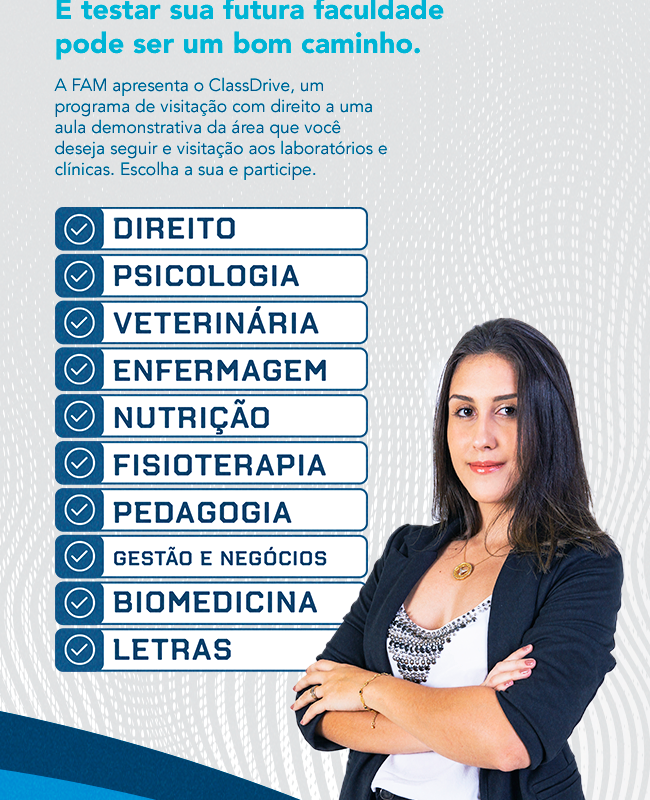 E testar sua futura faculdade
pode ser um bom caminho.
A FAM apresenta o ClassDrive, um
programa de visitação com direito a uma
aula demonstrativa da área que você
deseja seguir e visitação aos laboratórios e
clínicas. Escolha a sua e participe.
DIREITO
PSICOLOGIA
VETERINÁRIA
ENFERMAGEM
NUTRIÇÃO
FISIOTERAPIA
PEDAGOGIA
GESTÃO E NEGÓCIOS
BIOMEDICINA
LETRAS